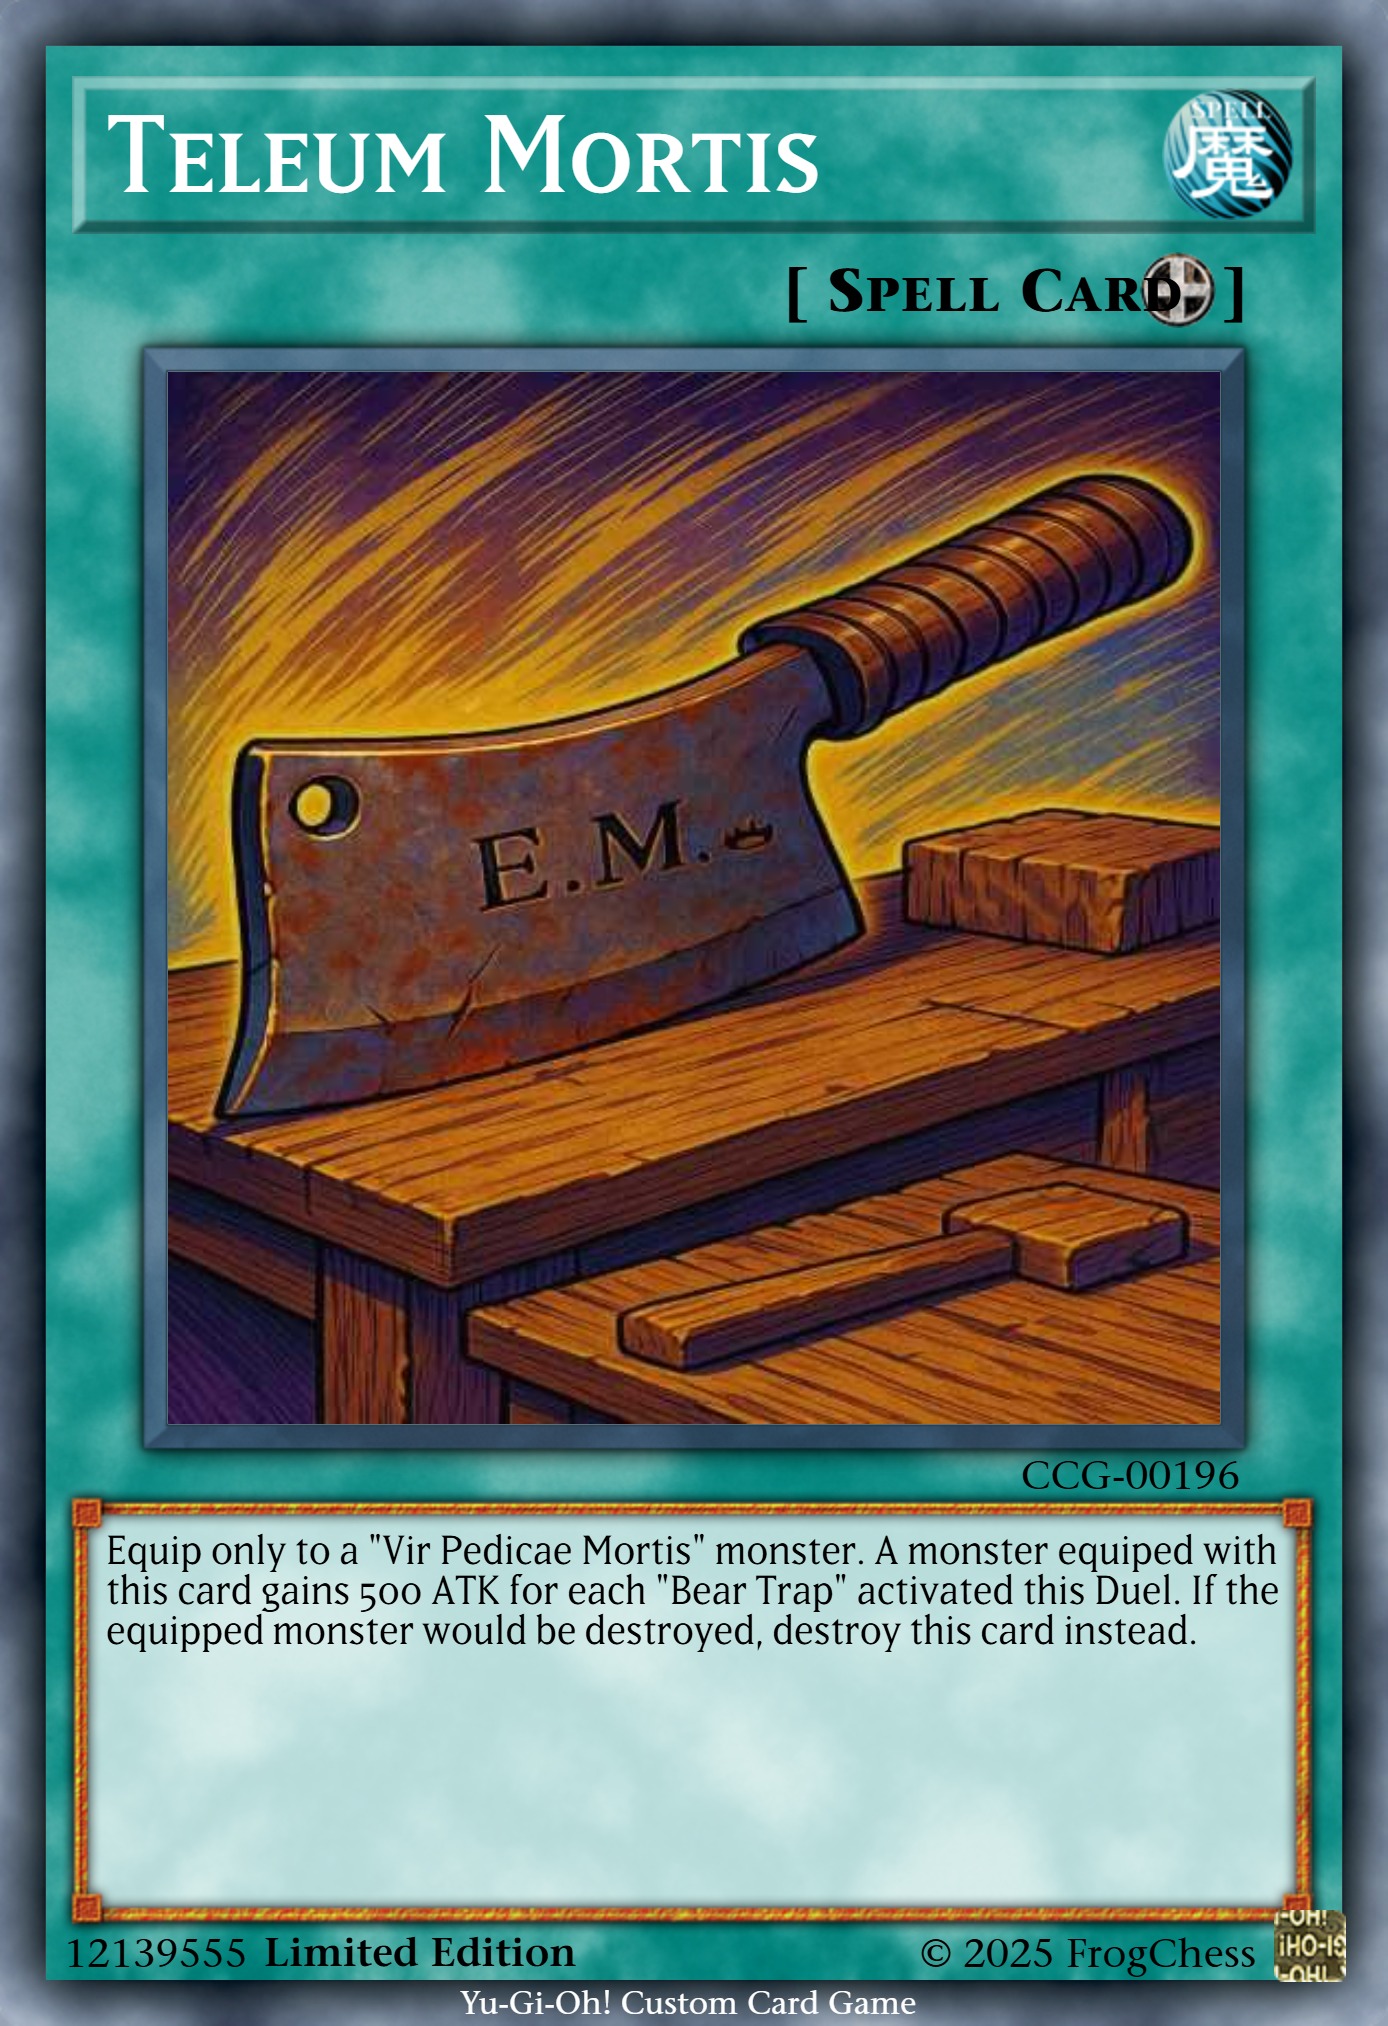 Teleum Mortis
SPELL
魔
[ Spell Card ]
E.M.
CCG-00196
Equip only to a "Vir Pedicae Mortis" monster. A monster equiped with
this card gains 500 ATK for each "Bear Trap" activated this Duel. If the
equipped monster would be destroyed, destroy this card instead.
12139555 Limited Edition
© 2025 FrogChess
Yu-Gi-Oh! Custom Card Game